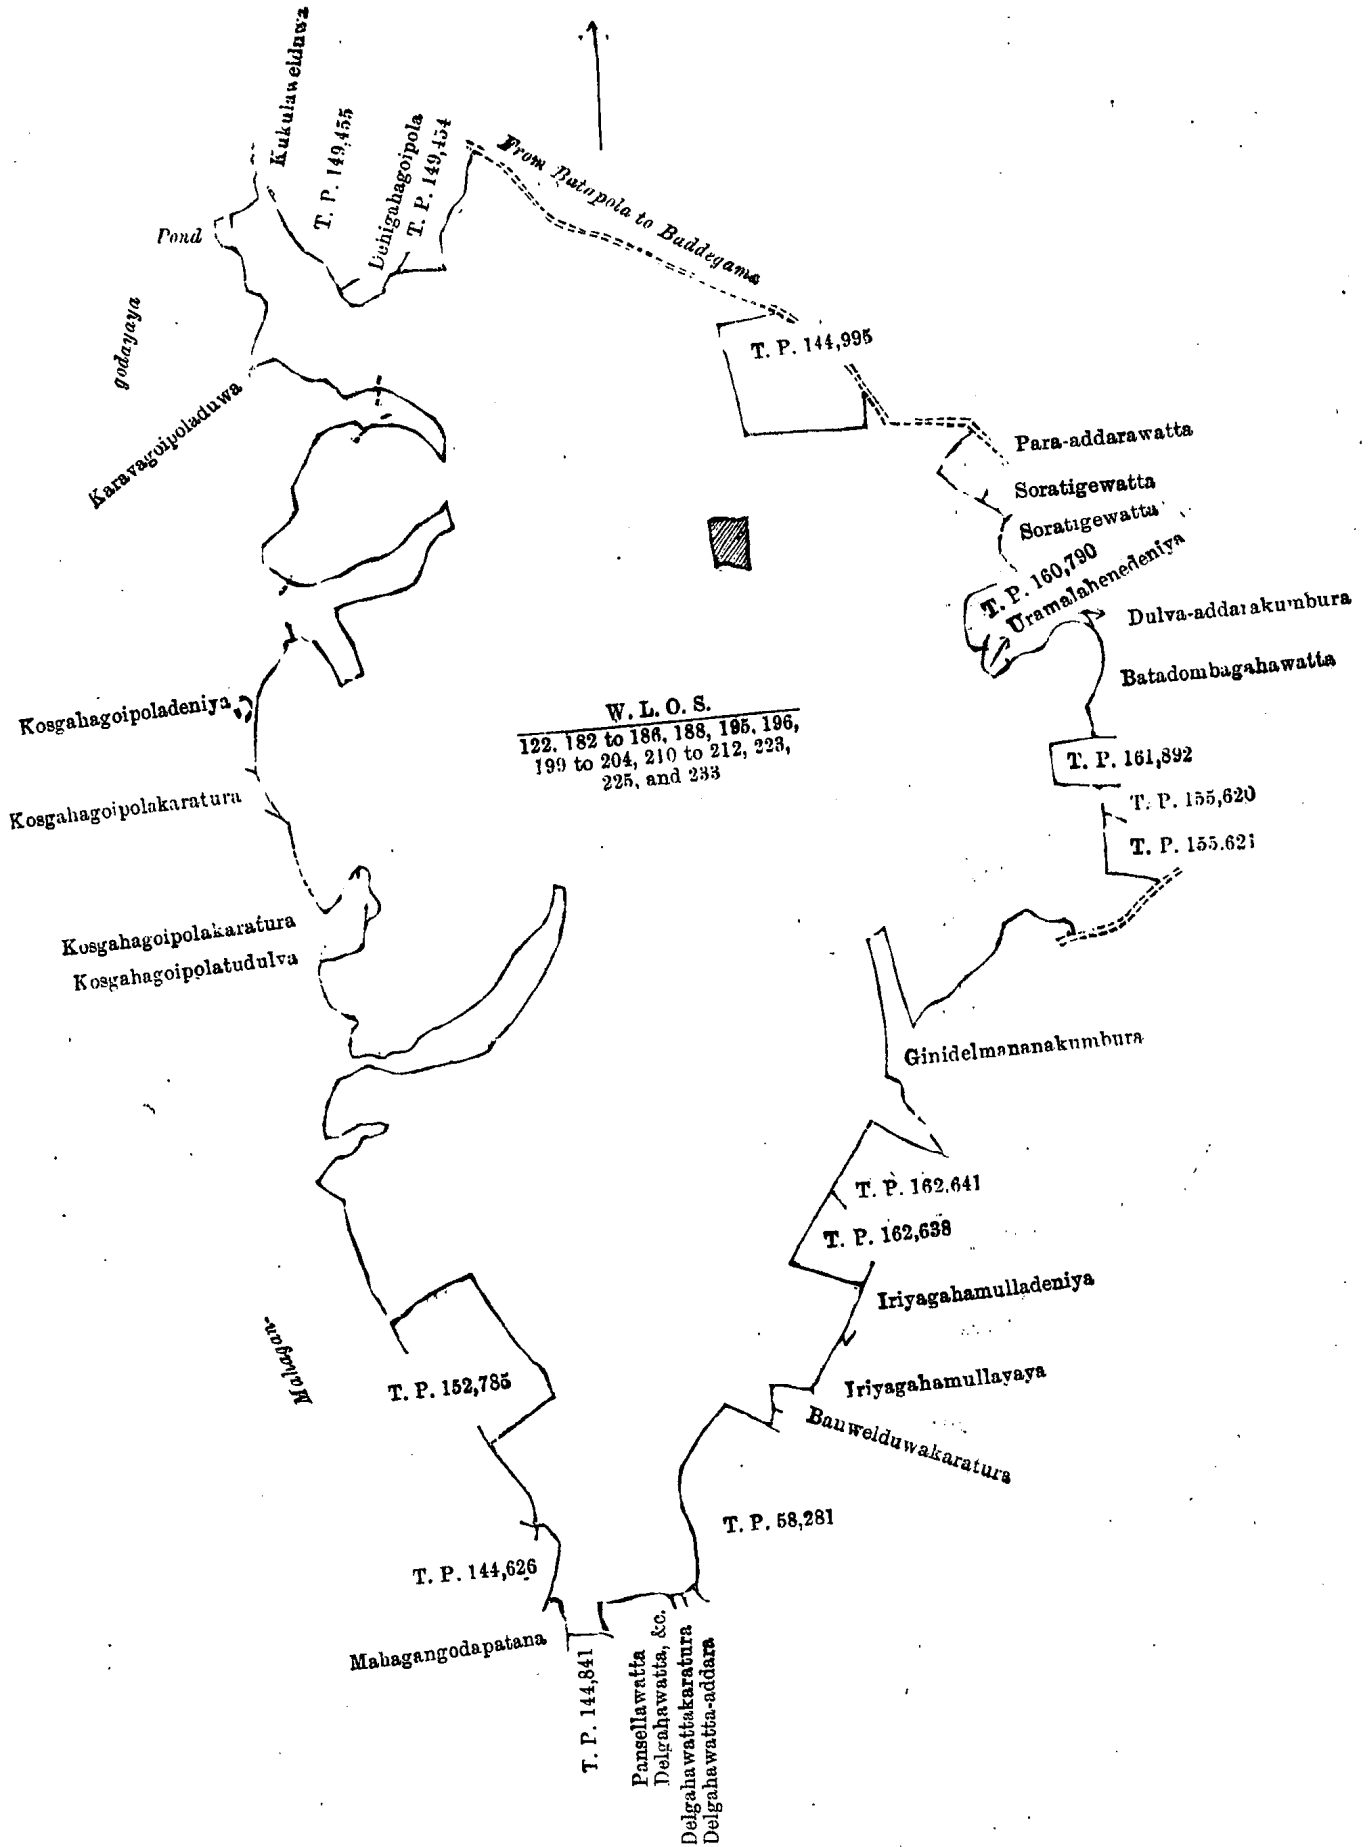 Kukulawelduwa
T. P. 149,455
Dehigahagoipola
T. P. 149,454
From Batapola to Baddegama
Pond
godayaya
T. P. 144,995
Karavagoipoladuwa
Para-addarawatta
Soratigewatta
Soratigewatta
T. P. 160,790
Uramalahenedeniya
Dulva-addarakumbura
Batadombagahawatta
Kosgahagoipoladeniya
W. L. O. S.
122, 182 to 186, 188, 195, 196,
199 to 204, 210 to 212, 223,
225, and 233
T. P. 161,892
Kosgahagoipolakaratura
T. P. 155,620
T. P. 155.621
Kosgahagoipolakaratura
Kosgahagoipolatudulva
Ginidelmananakumbura
T. P. 162,641
T. P. 162,638
Iriyagahamulladeniya
Mahagan-
T. P. 152,785
Iriyagahamullayaya
Bauwelduwakaratura
T. P. 58,281
T. P. 144,626
Mahagangodapatana
T. P. 144,841
Pansellawatta
Delgahawatta, &c.
Delgahawattakaratura
Delgahawatta-addara